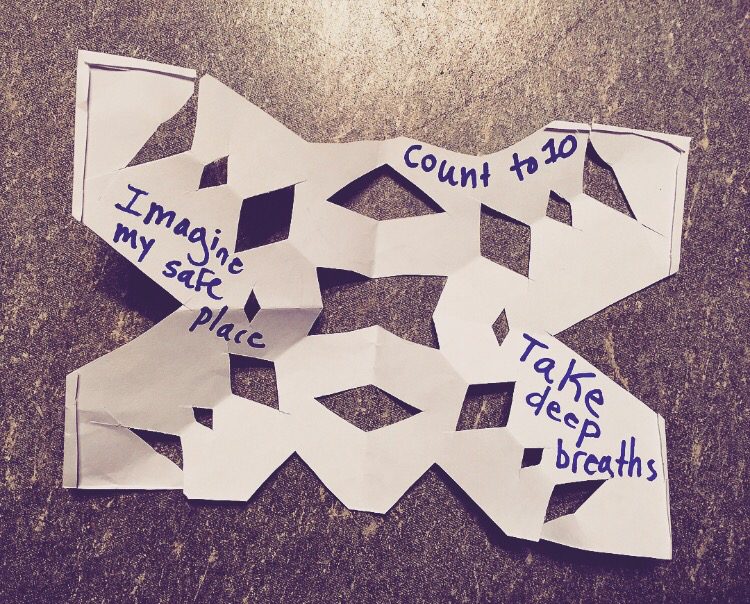 Count to 10
Imagine
my safe
place
Take
deep
breaths